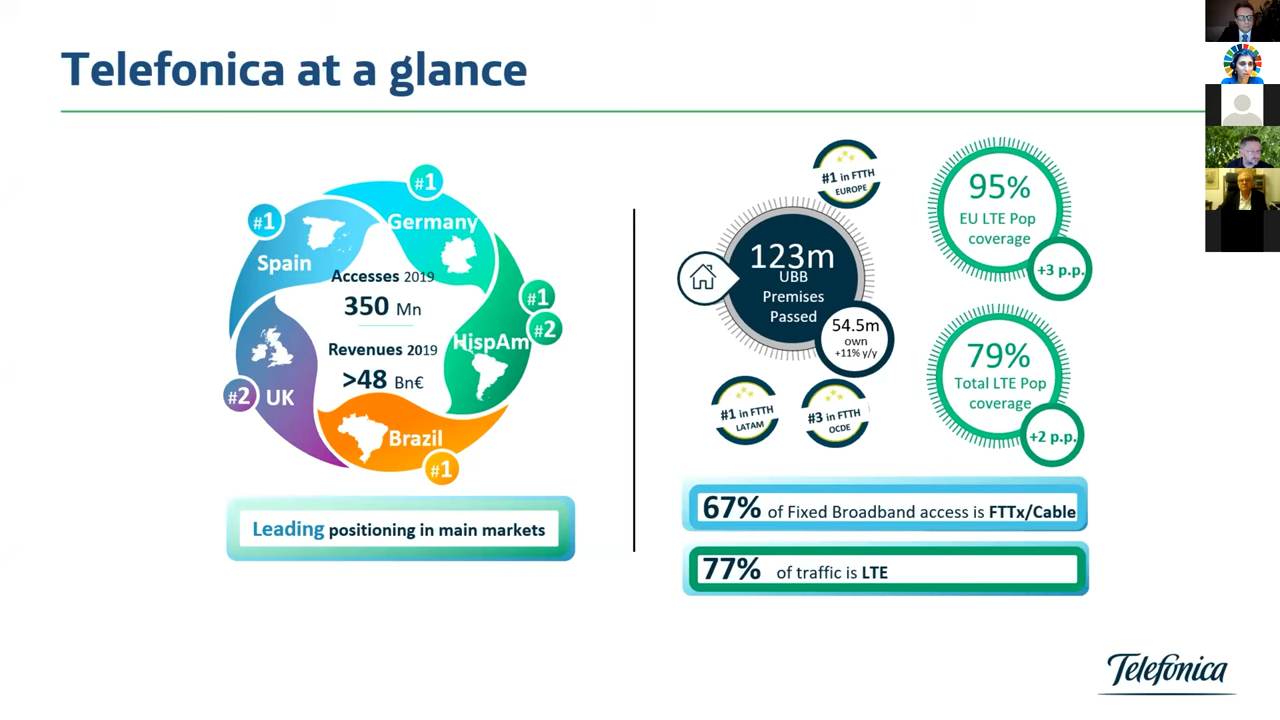 Telefonica at a glance
#1
Germany
#1
Spain
Accesses 2019
350 Mn
Revenues 2019
>48 Bn€
#1
#2
HispAm
#2
UK
Brazil
#1
Leading positioning in main markets
#1 in FTTH
EUROPE
123m
UBB
Premises
Passed
54.5m
own
+11% y/y
#1 in FTTH
LATAM
#3 in FTTH
OCDE
95%
EU LTE Pop
coverage
+3 p.p.
79%
Total LTE Pop
coverage
+2 p.p.
67% of Fixed Broadband access is FTTx/Cable
77% of traffic is LTE
Telefónica